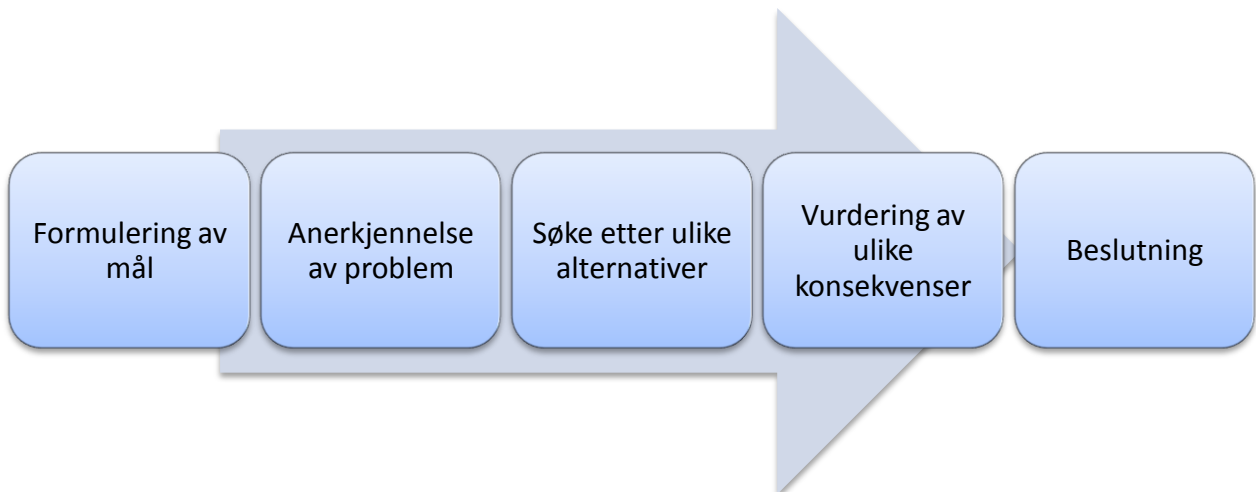 Formulering av
mål
Anerkjennelse
av problem
Søke etter ulike
alternativer
Vurdering av
ulike
konsekvenser
Beslutning